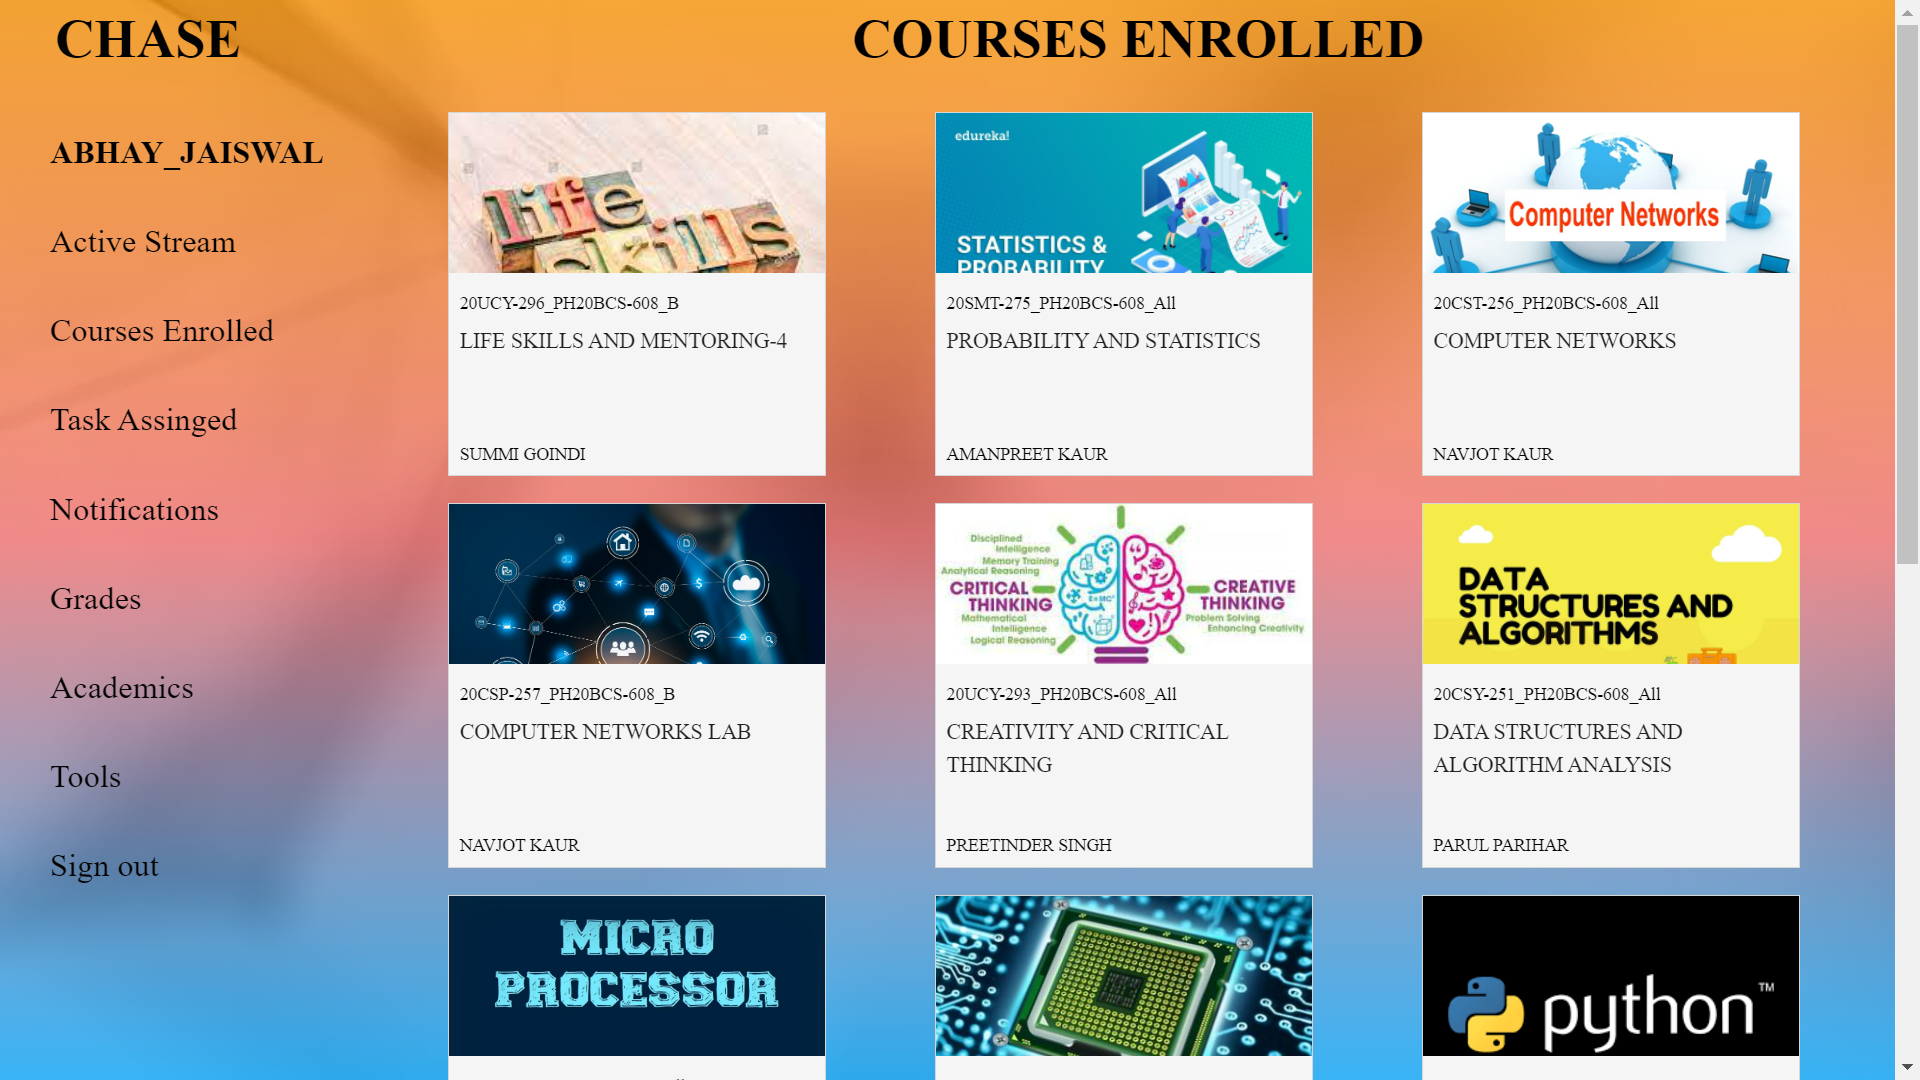 CHASE
COURSES ENROLLED
ABHAY_JAISWAL
Active Stream
Courses Enrolled
Task Assinged
Notifications
Grades
Academics
Tools
Sign out
life
skills
20UCY-296_PH20BCS-608_B
LIFE SKILLS AND MENTORING-4
SUMMI GOINDI
edureka!
STATISTICS &
PROBABILITY
20SMT-275_PH20BCS-608_All
PROBABILITY AND STATISTICS
AMANPREET KAUR
Computer Networks
20CST-256_PH20BCS-608_All
COMPUTER NETWORKS
NAVJOT KAUR
20CSP-257_PH20BCS-608_B
COMPUTER NETWORKS LAB
NAVJOT KAUR
Disciplined
Intelligence
Memory Training
Analytical Reasoning
CRITICAL
THINKING
Mathematical
Intelligence
Logical Reasoning
E=MC²
CREATIVE
THINKING
Problem Solving
Enhancing Creativity
20UCY-293_PH20BCS-608_All
CREATIVITY AND CRITICAL
THINKING
PREETINDER SINGH
DATA
STRUCTURES AND
ALGORITHMS
20CSY-251_PH20BCS-608_All
DATA STRUCTURES AND
ALGORITHM ANALYSIS
PARUL PARIHAR
MICRO
PROCESSOR
python™